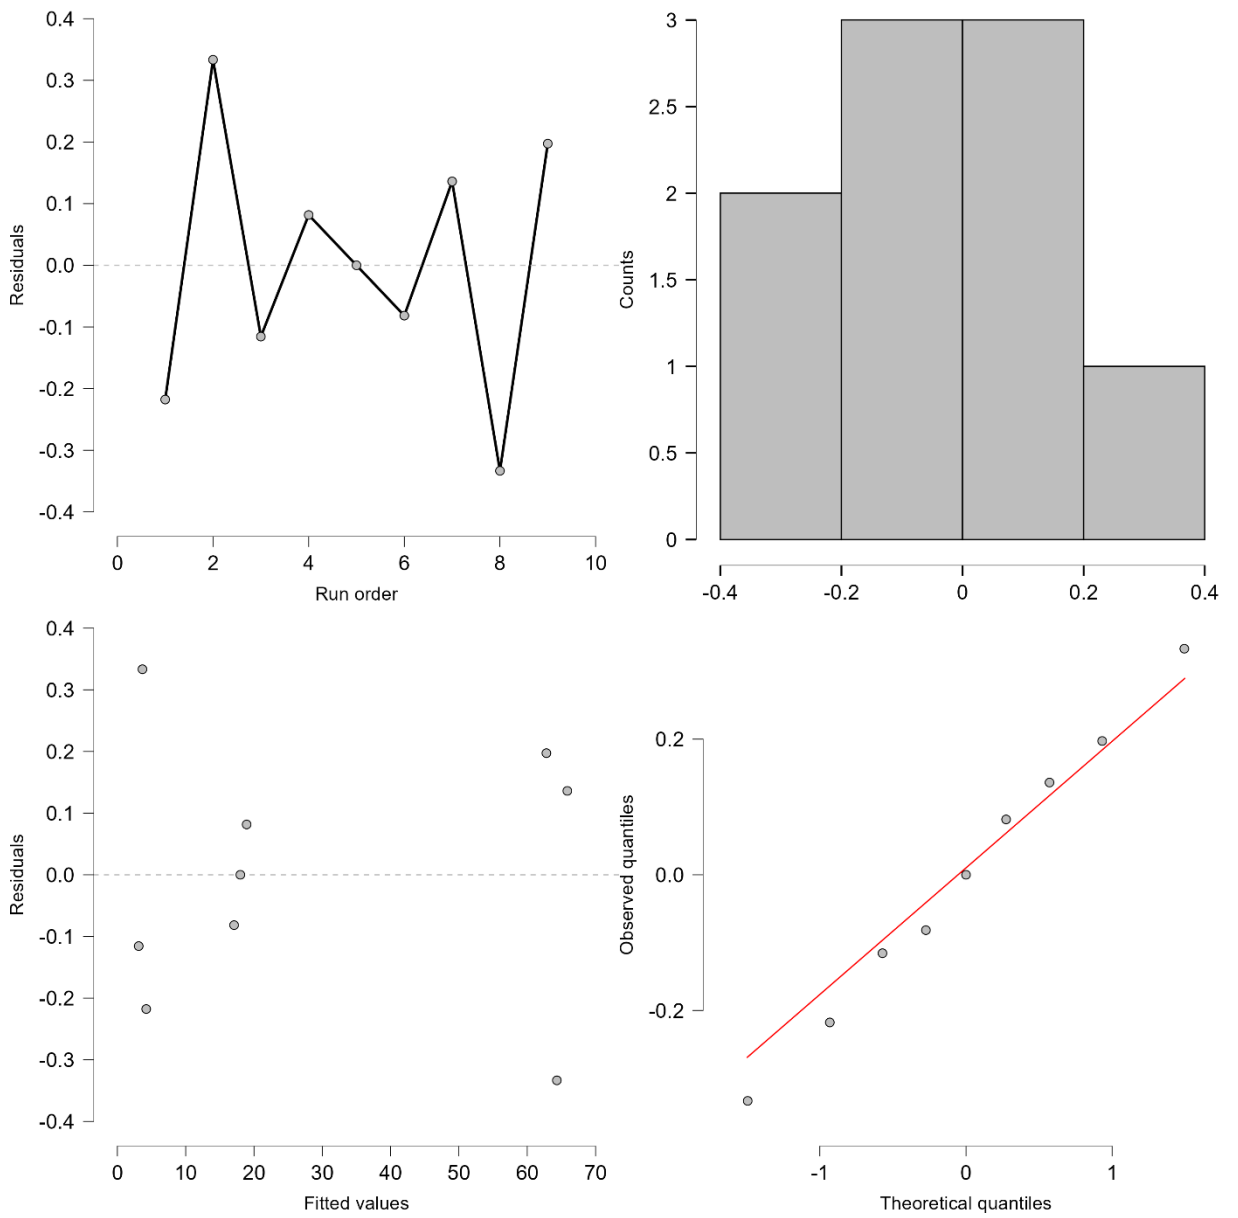 0.4
0.3
0.2
0.1
0.0
-0.1
-0.2
-0.3
-0.4
Residuals
0 2 4 6 8 10
Run order
3
2.5
2
1.5
1
0.5
0
Counts
-0.4 -0.2 0 0.2 0.4
0.4
0.3
0.2
0.1
0.0
-0.1
-0.2
-0.3
-0.4
Residuals
0 10 20 30 40 50 60 70
Fitted values
0.2
0.0
-0.2
Observed quantiles
-1 0 1
Theoretical quantiles